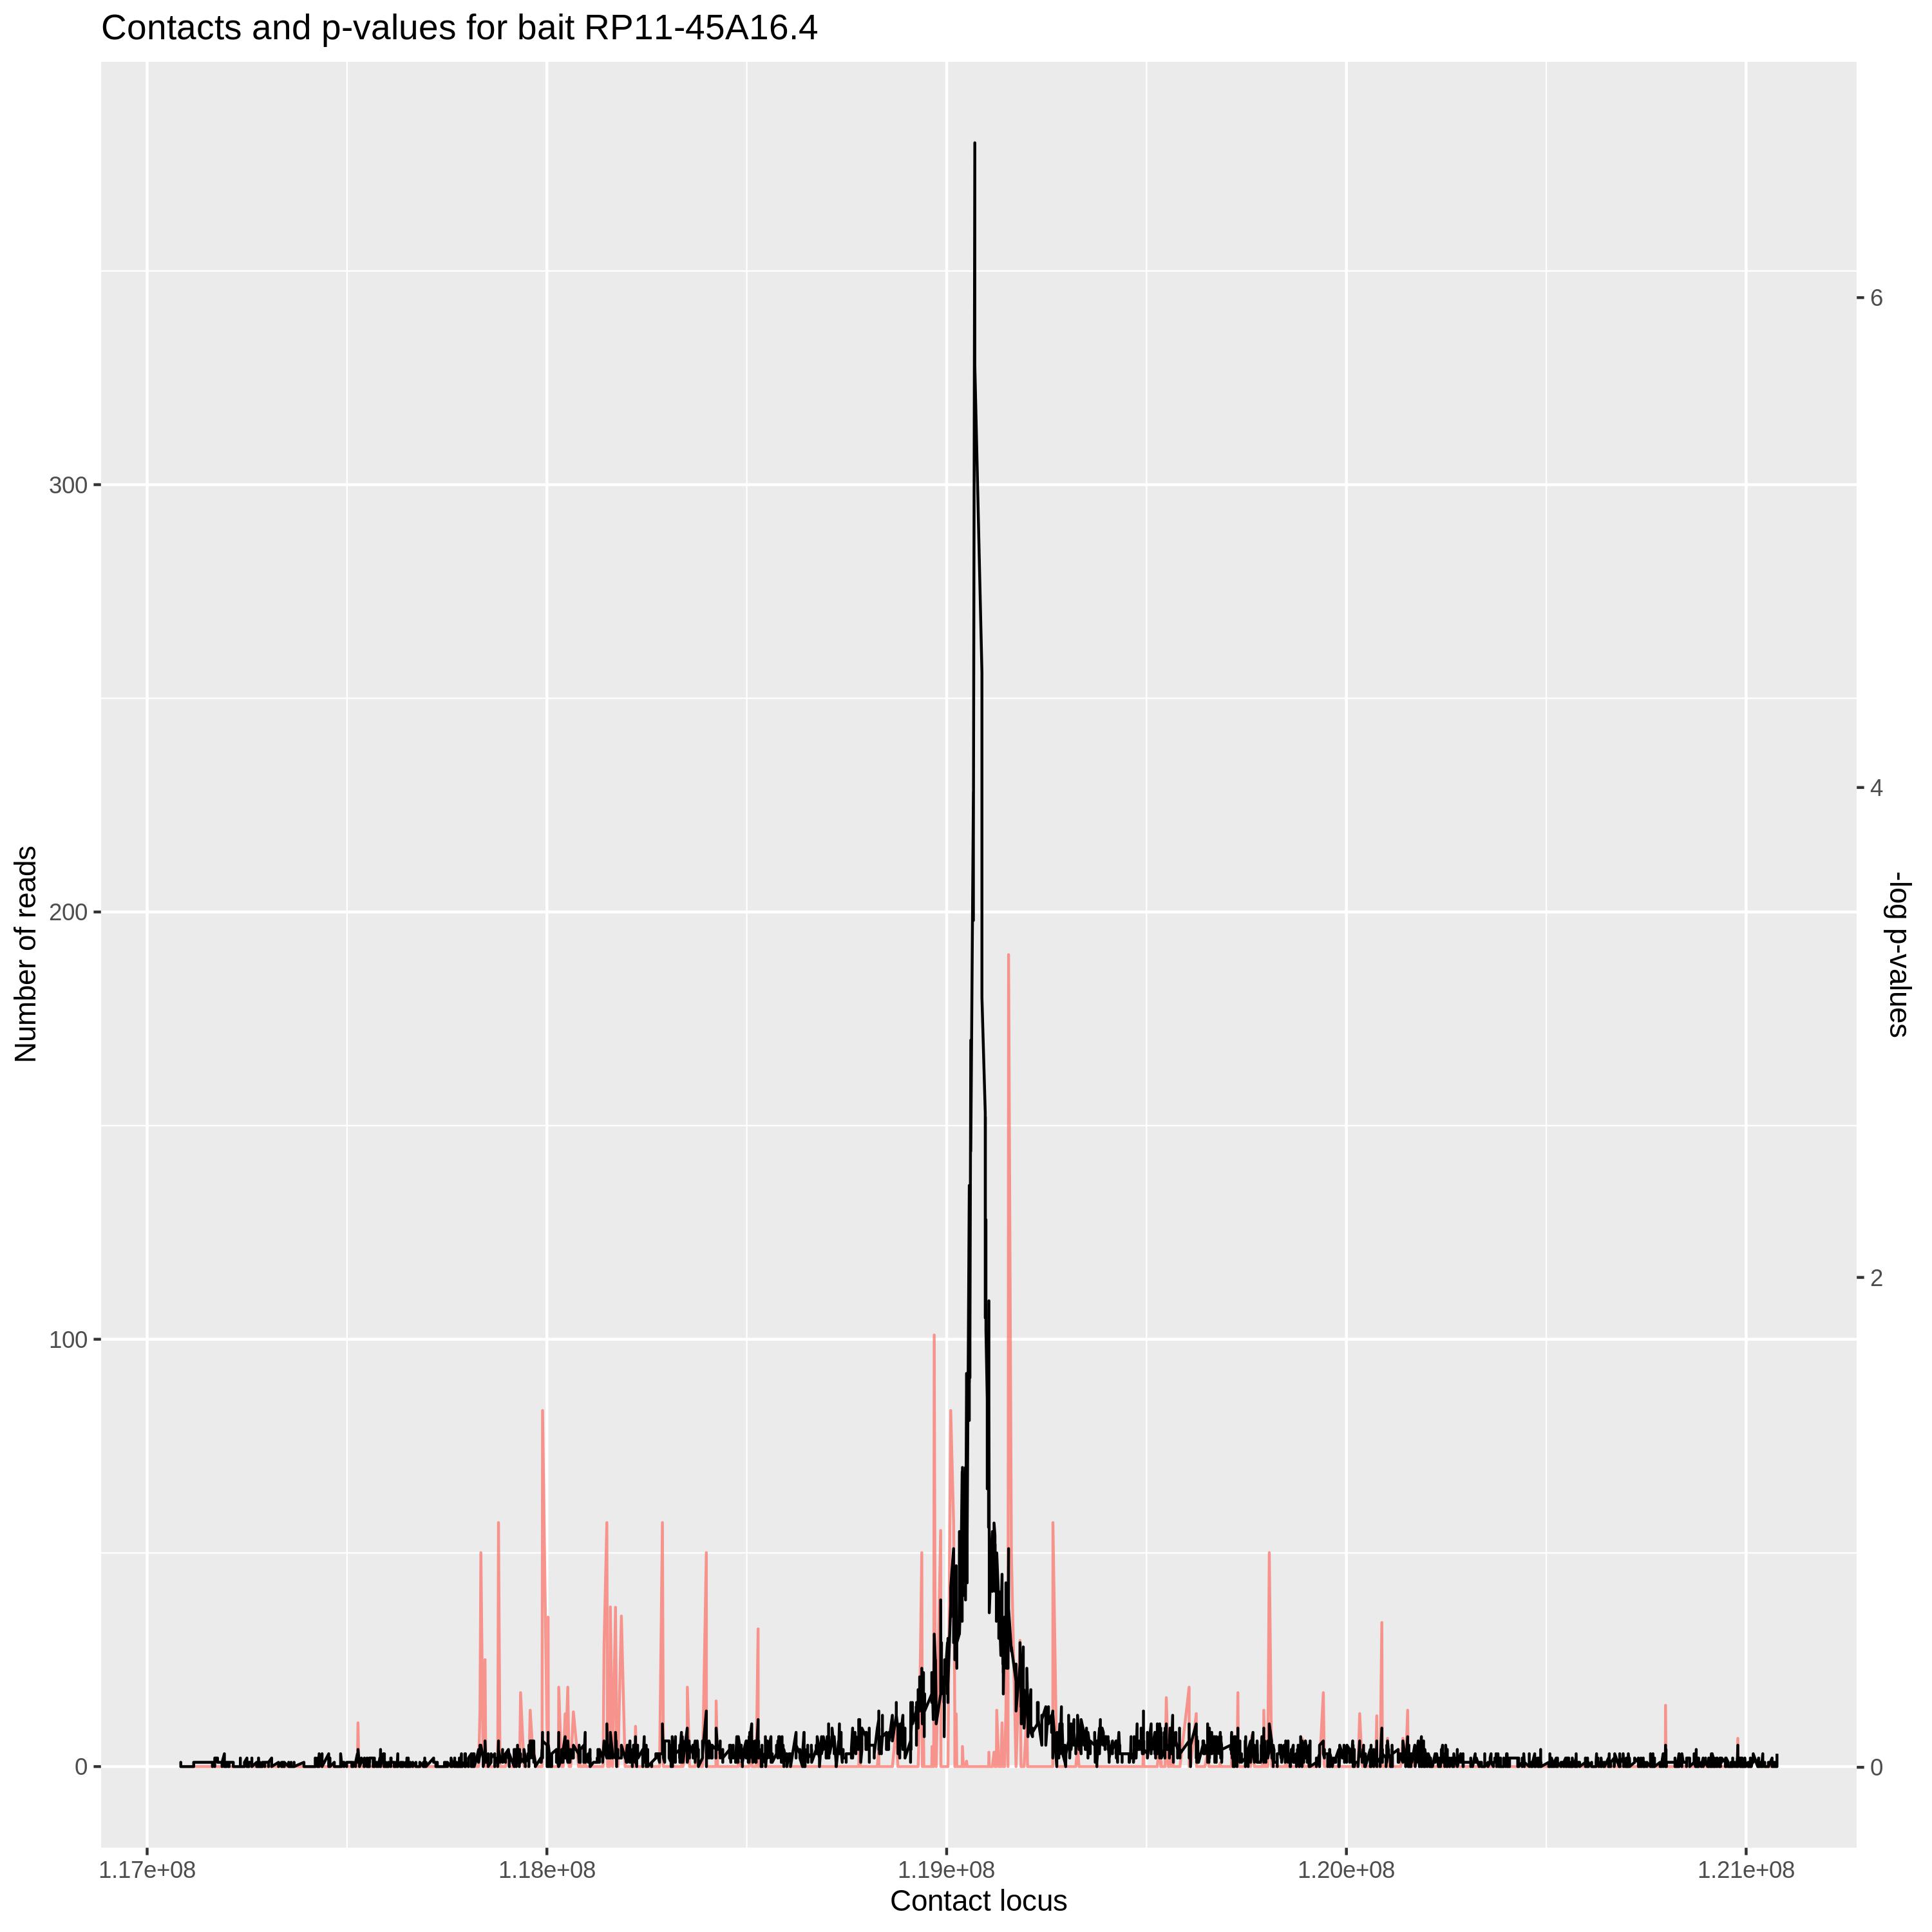 Contacts and p-values for bait RP11-45A16.4
Number of reads
300
200
100
0
6
4
2
0
-log p-values
1.17e+08
1.18e+08
1.19e+08
1.20e+08
1.21e+08
Contact locus